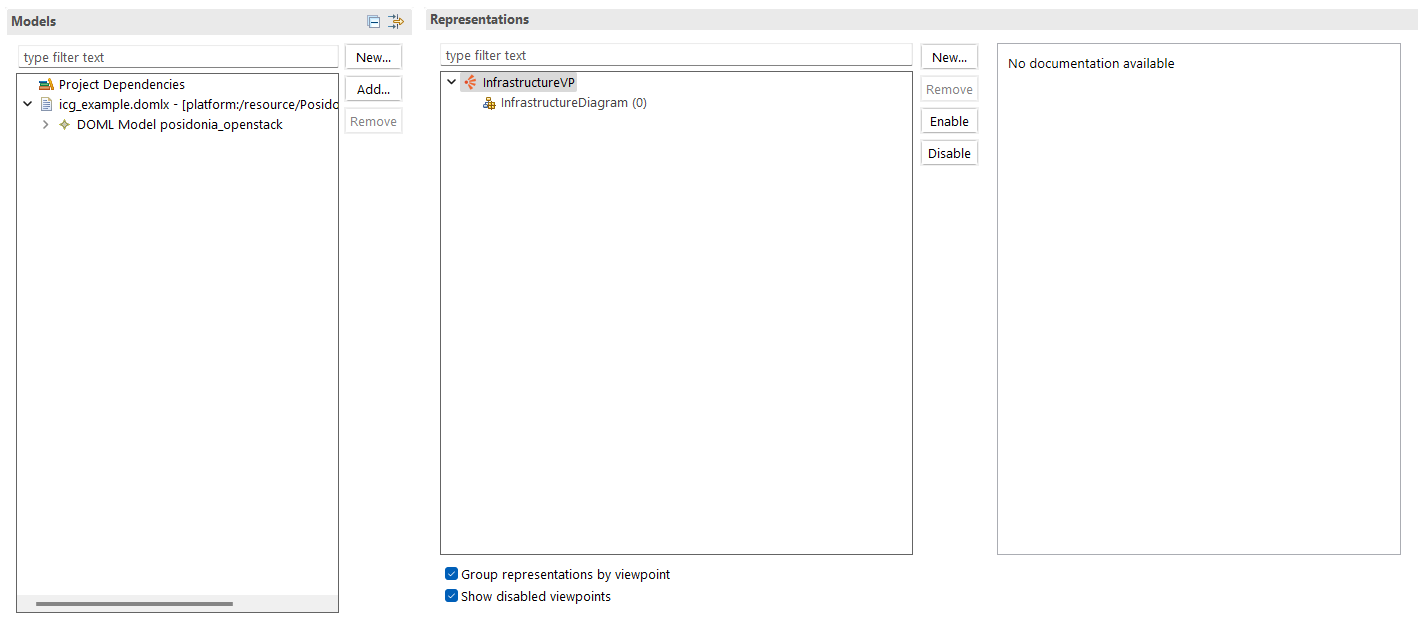 Models
type filter text
New...
Project Dependencies
Add...
icg_example.domlx - [platform:/resource/Posido
DOML Model posidonia_openstack
Remove
Representations
type filter text
New...
InfrastructureVP
Remove
InfrastructureDiagram (0)
Enable
Disable
No documentation available
Group representations by viewpoint
Show disabled viewpoints